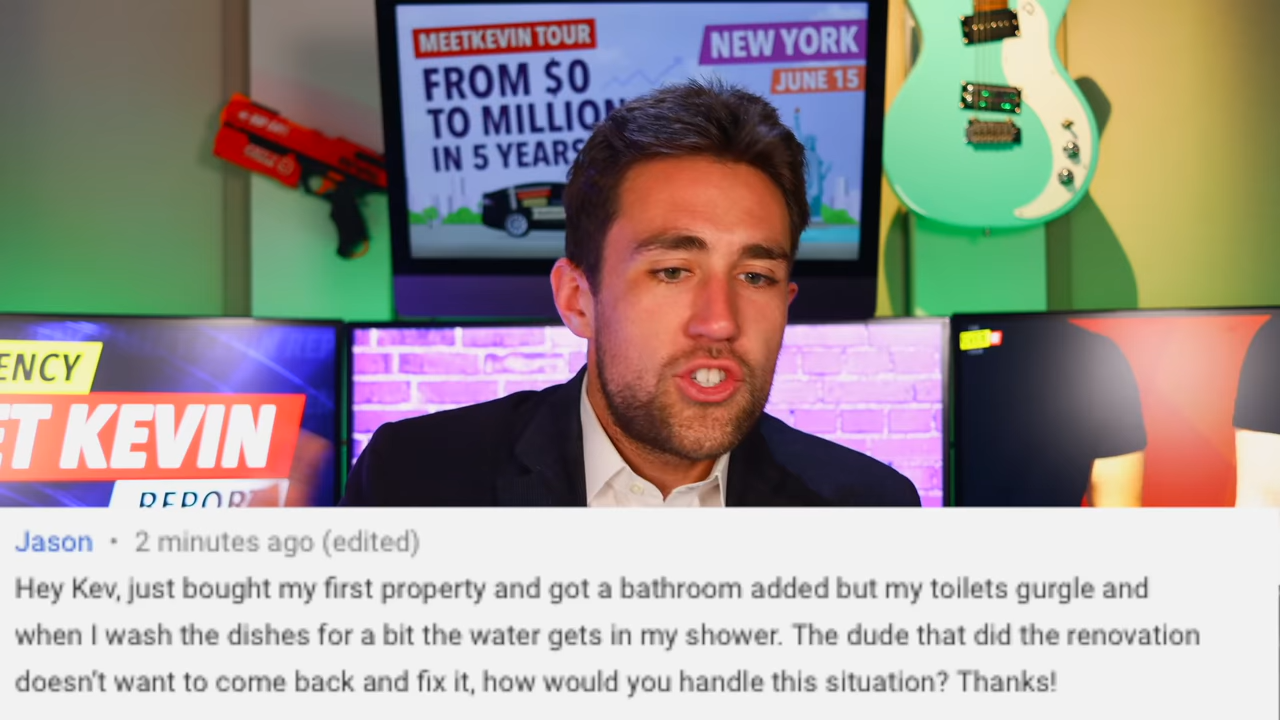 MEETKEVIN TOUR
NEW YORK
JUNE 15
FROM $0
TO MILLION
IN 5 YEARS
ENCY
ET KEVIN
REPOR
Jason • 2 minutes ago (edited)
Hey Kev, just bought my first property and got a bathroom added but my toilets gurgle and
when I wash the dishes for a bit the water gets in my shower. The dude that did the renovation
doesn't want to come back and fix it, how would you handle this situation? Thanks!